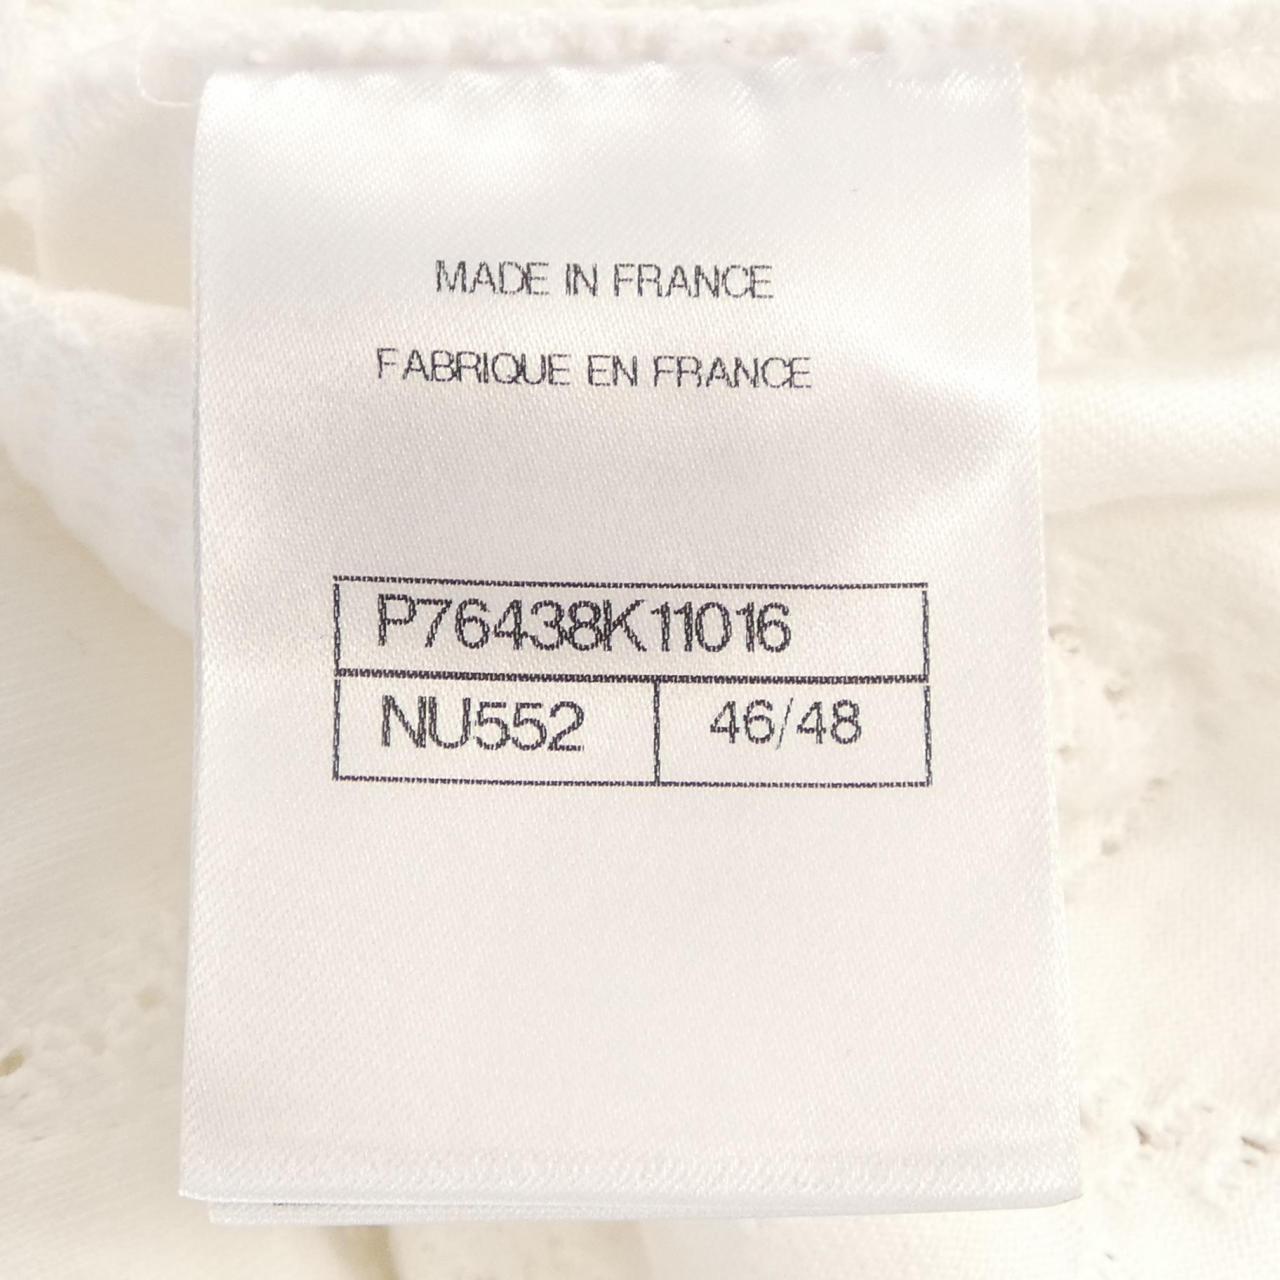 MADE IN FRANCE
FABRIQUE EN FRANCE
P76438K11016
NU552 46/48